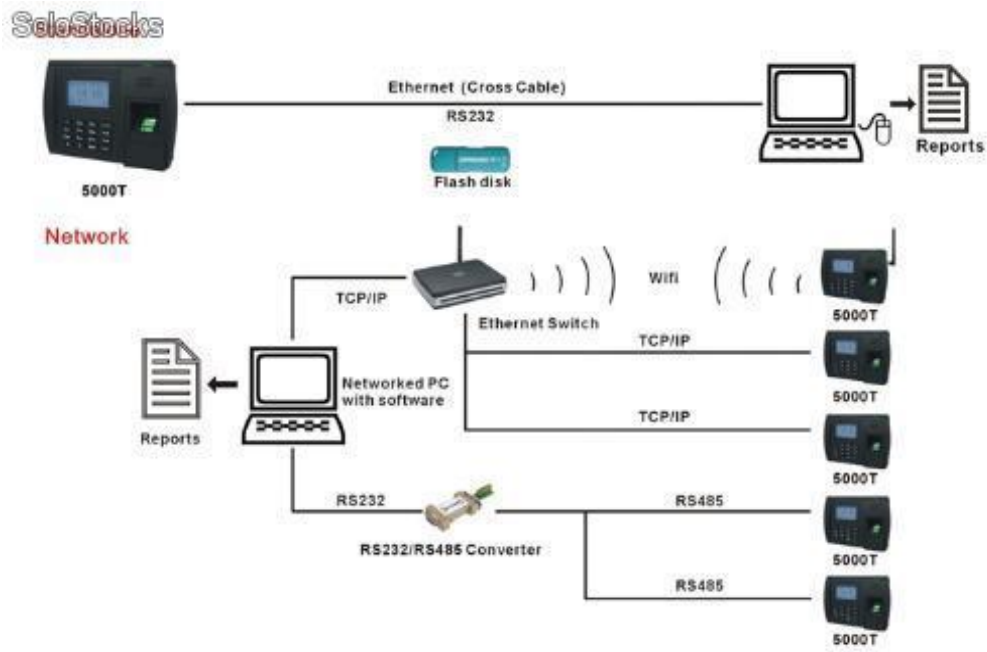 SoloStocks
Ethernet (Cross Cable)
RS232
Flash disk
5000T
Reports
Network
TCP/IP
Ethernet Switch
Wifi
5000T
TCP/IP
5000T
TCP/IP
5000T
Networked PC
with software
Reports
RS232
RS232/RS485 Converter
RS485
5000T
RS485
5000T